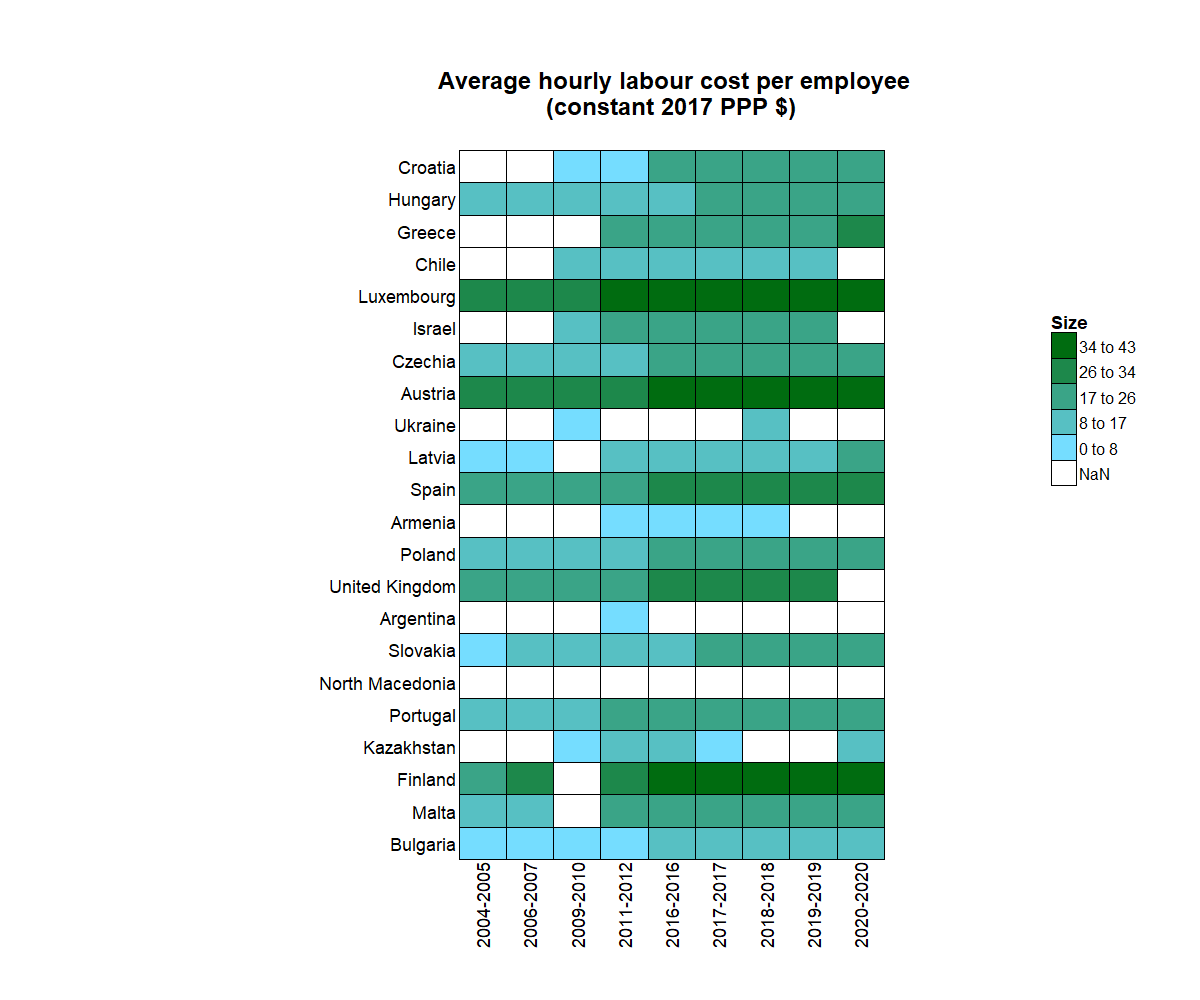 Average hourly labour cost per employee
(constant 2017 PPP $)
Croatia
Hungary
Greece
Chile
Luxembourg
Israel
Czechia
Austria
Ukraine
Latvia
Spain
Armenia
Poland
United Kingdom
Argentina
Slovakia
North Macedonia
Portugal
Kazakhstan
Finland
Malta
Bulgaria
2004-2005
2006-2007
2009-2010
2011-2012
2016-2016
2017-2017
2018-2018
2019-2019
2020-2020
Size
34 to 43
26 to 34
17 to 26
8 to 17
0 to 8
NaN